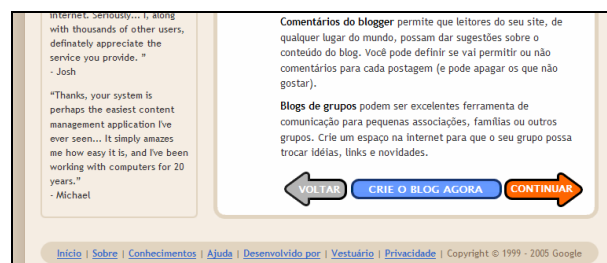 internet. Seriously... I, along
with thousands of other users,
definately appreciate the
service you provide. ”
- Josh
“Thanks, your system is
perhaps the easiest content
management application I've
ever seen... It simply amazes
me how easy it is, and I've been
working with computers for 20
years.”
- Michael
Comentários do blogger permite que leitores do seu site, de
qualquer lugar do mundo, possam dar sugestões sobre o
conteúdo do blog. Você pode definir se vai permitir ou não
comentários para cada postagem (e pode apagar os que não
gostar).
Blogs de grupos podem ser excelentes ferramenta de
comunicação para pequenas associações, famílias ou outros
grupos. Crie um espaço na internet para que o seu grupo possa
trocar idéias, links e novidades.
VOLTAR CRIE O BLOG AGORA CONTINUAR
Início | Sobre | Conhecimentos | Ajuda | Desenvolvido por | Vestuário | Privacidade | Copyright © 1999 - 2005 Google